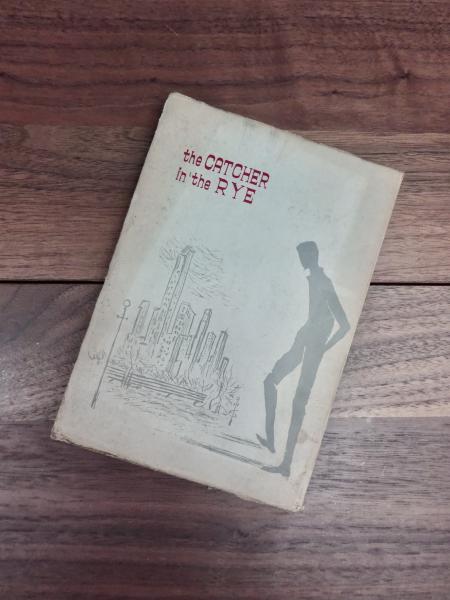 the CATCHER
in the RYE